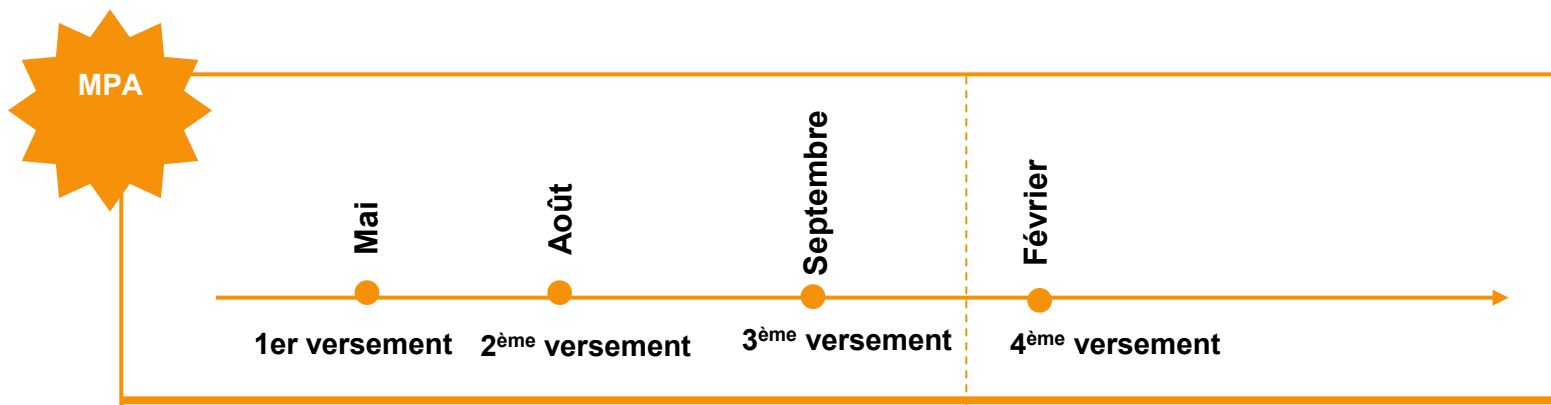 MPA
Mai
Août
Septembre
Février
1er versement
2ème versement
3ème versement
4ème versement